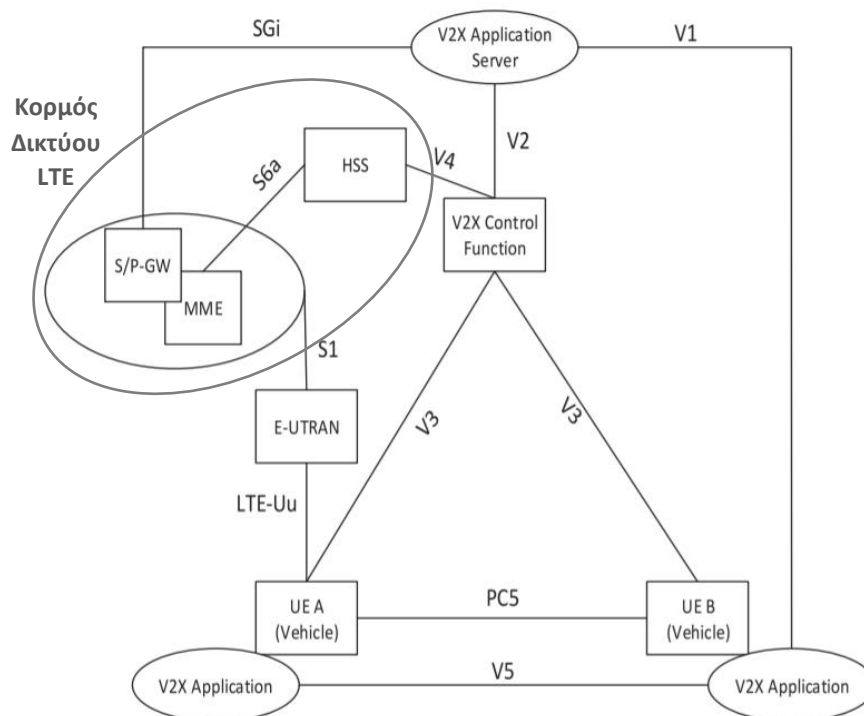 SGi
V2X Application
Server
V1
Κορμός
Δικτύου
LTE
S6a
HSS
V4
V2
V2X Control
Function
S/P-GW
MME
S1
E-UTRAN
V3
V3
LTE-Uu
UE A
(Vehicle)
PC5
UE B
(Vehicle)
V2X Application
V5
V2X Application